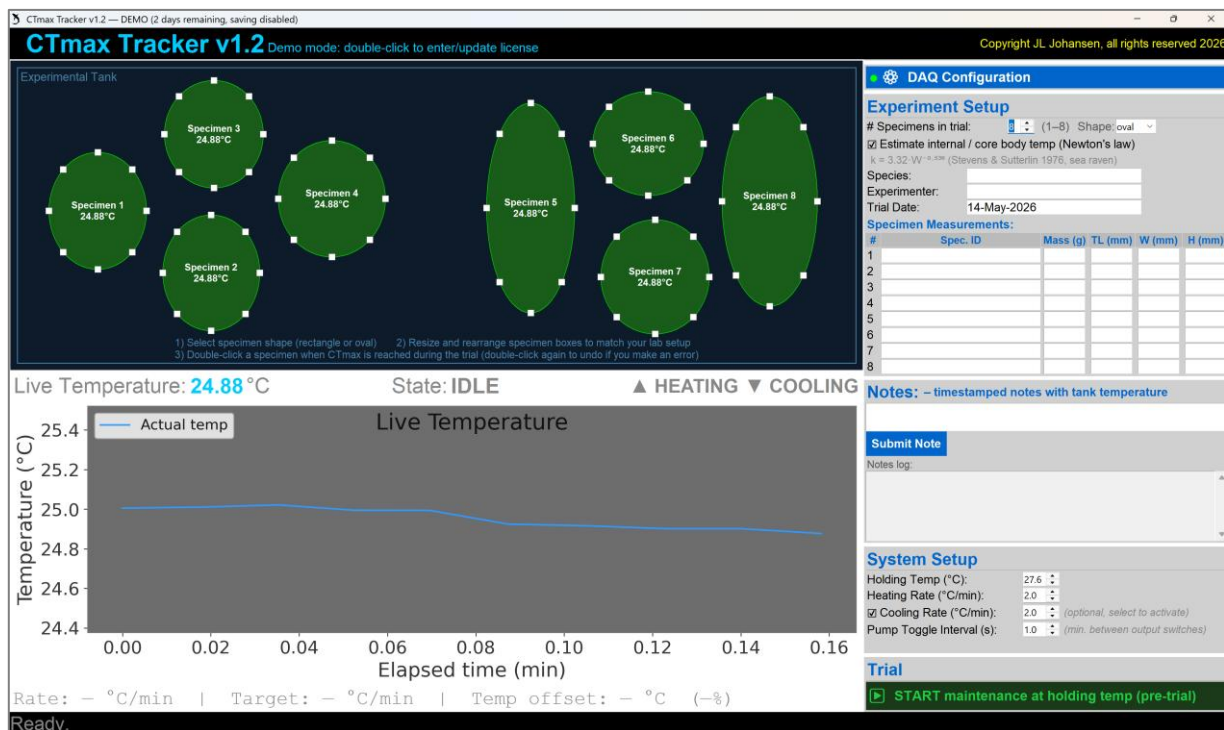 CTmax Tracker v1.2 — DEMO (2 days remaining, saving disabled)
CTmax Tracker v1.2 Demo mode: double-click to enter/update license
Copyright JL Johansen, all rights reserved 2026
Experimental Tank
Specimen 1
24.88°C
Specimen 2
24.88°C
Specimen 3
24.88°C
Specimen 4
24.88°C
Specimen 5
24.88°C
Specimen 6
24.88°C
Specimen 7
24.88°C
Specimen 8
24.88°C
1) Select specimen shape (rectangle or oval) 2) Resize and rearrange specimen boxes to match your lab setup
3) Double-click a specimen when CTmax is reached during the trial (double-click again to undo if you make an error)
Live Temperature: 24.88 °C State: IDLE ▲ HEATING ▼ COOLING
Live Temperature
Actual temp
Temperature (°C)
25.4
25.2
25.0
24.8
24.6
24.4
0.00 0.02 0.04 0.06 0.08 0.10 0.12 0.14 0.16
Elapsed time (min)
Rate: — °C/min | Target: — °C/min | Temp offset: — °C (—%)
Ready.
DAQ Configuration
Experiment Setup
# Specimens in trial: 8 (1–8) Shape: oval
Estimate internal / core body temp (Newton's law)
(Stevens & Sutterlin 1976, sea raven)
Species:
Experimenter:
Trial Date: 14-May-2026
Specimen Measurements:
# Spec. ID Mass (g) TL (mm) W (mm) H (mm)
1
2
3
4
5
6
7
8
Notes: – timestamped notes with tank temperature
Submit Note
Notes log:
System Setup
Holding Temp (°C): 27.6
Heating Rate (°C/min): 2.0
Cooling Rate (°C/min): 2.0 (optional, select to activate)
Pump Toggle Interval (s): 1.0 (min. between output switches)
Trial
START maintenance at holding temp (pre-trial)